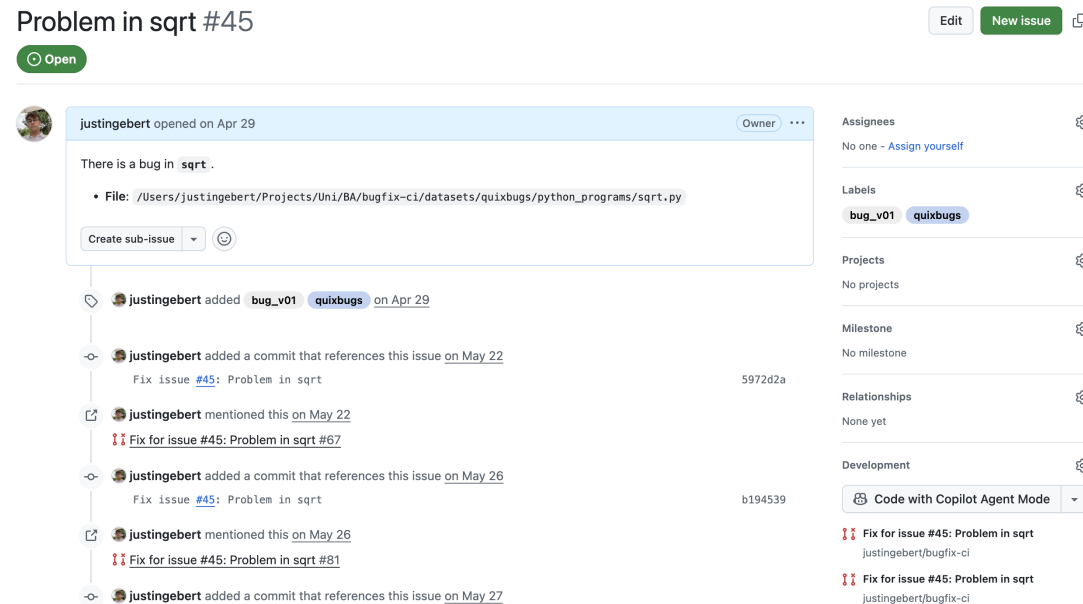 Problem in sqrt #45
Edit
New issue
Open
justingebert opened on Apr 29
Owner
There is a bug in sqrt.
• File: /Users/justingebert/Projects/Uni/BA/bugfix-ci/datasets/quixbugs/python_programs/sqrt.py
Create sub-issue
justingebert added bug_v01 quixbugs on Apr 29
justingebert added a commit that references this issue on May 22
Fix issue #45: Problem in sqrt 5972d2a
justingebert mentioned this on May 22
Fix for issue #45: Problem in sqrt #67
justingebert added a commit that references this issue on May 26
Fix issue #45: Problem in sqrt b194539
justingebert mentioned this on May 26
Fix for issue #45: Problem in sqrt #81
justingebert added a commit that references this issue on May 27
Assignees
No one - Assign yourself
Labels
bug_v01 quixbugs
Projects
No projects
Milestone
No milestone
Relationships
None yet
Development
Code with Copilot Agent Mode
Fix for issue #45: Problem in sqrt
justingebert/bugfix-ci
Fix for issue #45: Problem in sqrt
justingebert/bugfix-ci